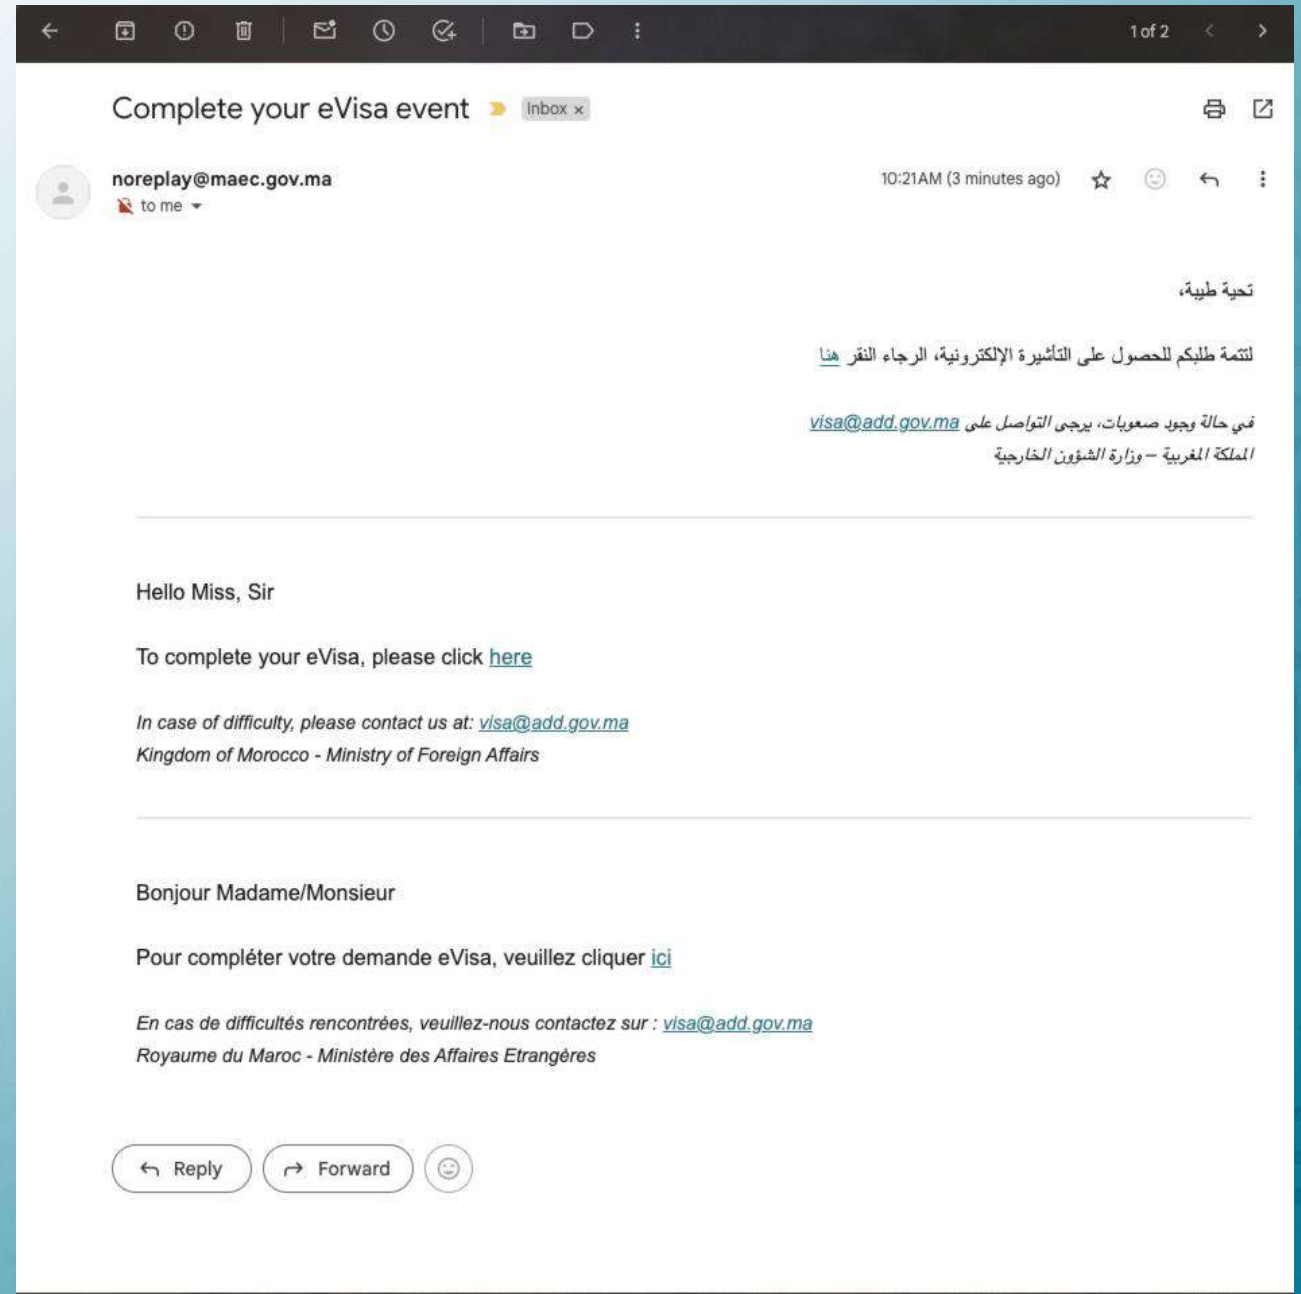 1 of 2
Complete your eVisa event Inbox ×
noreplay@maec.gov.ma 10:21 AM (3 minutes ago)
to me
تحية طيبة،
لتتمة طلبكم للحصول على التأشيرة الإلكترونية، الرجاء النقر هنا
في حالة وجود صعوبات، يرجى التواصل على visa@add.gov.ma
المملكة المغربية – وزارة الشؤون الخارجية
Hello Miss, Sir
To complete your eVisa, please click here
In case of difficulty, please contact us at: visa@add.gov.ma
Kingdom of Morocco - Ministry of Foreign Affairs
Bonjour Madame/Monsieur
Pour compléter votre demande eVisa, veuillez cliquer ici
En cas de difficultés rencontrées, veuillez-nous contactez sur : visa@add.gov.ma
Royaume du Maroc - Ministère des Affaires Etrangères
Reply Forward